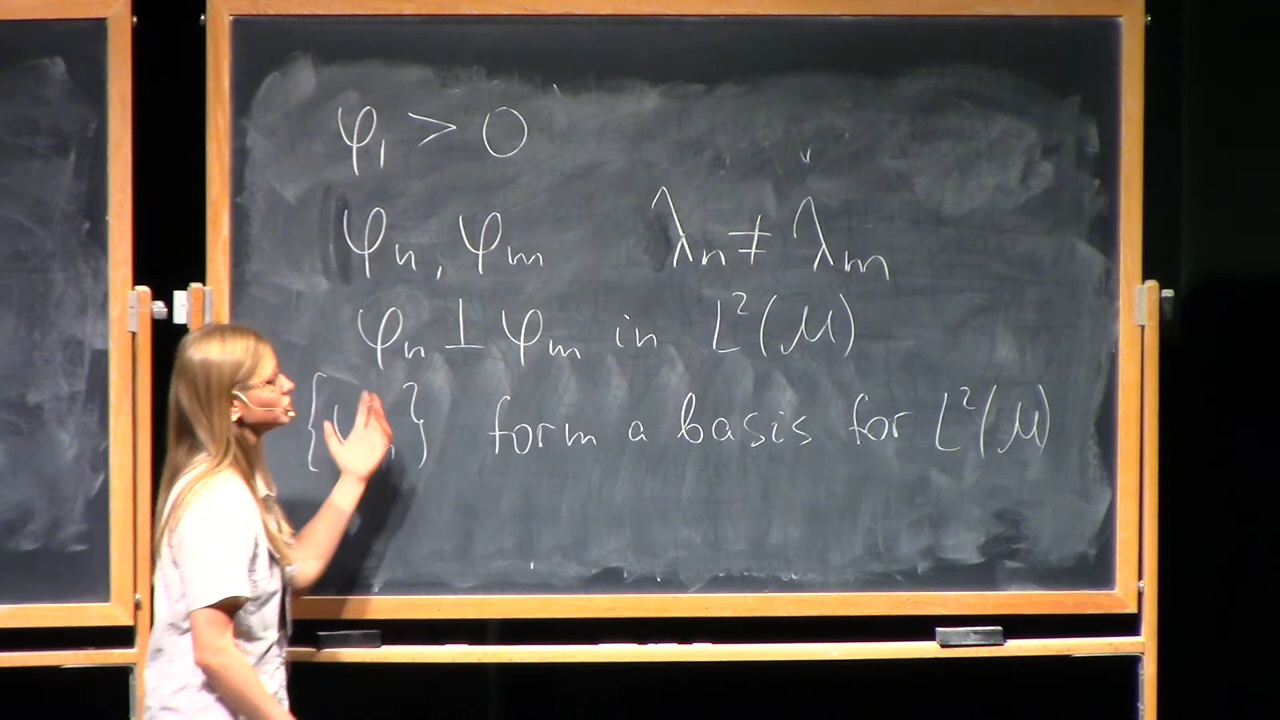 φ₁ > 0
φₙ, φₘ λₙ ≠ λₘ
φₙ ⊥ φₘ in L²(M)
{ } form a basis for L²(M)